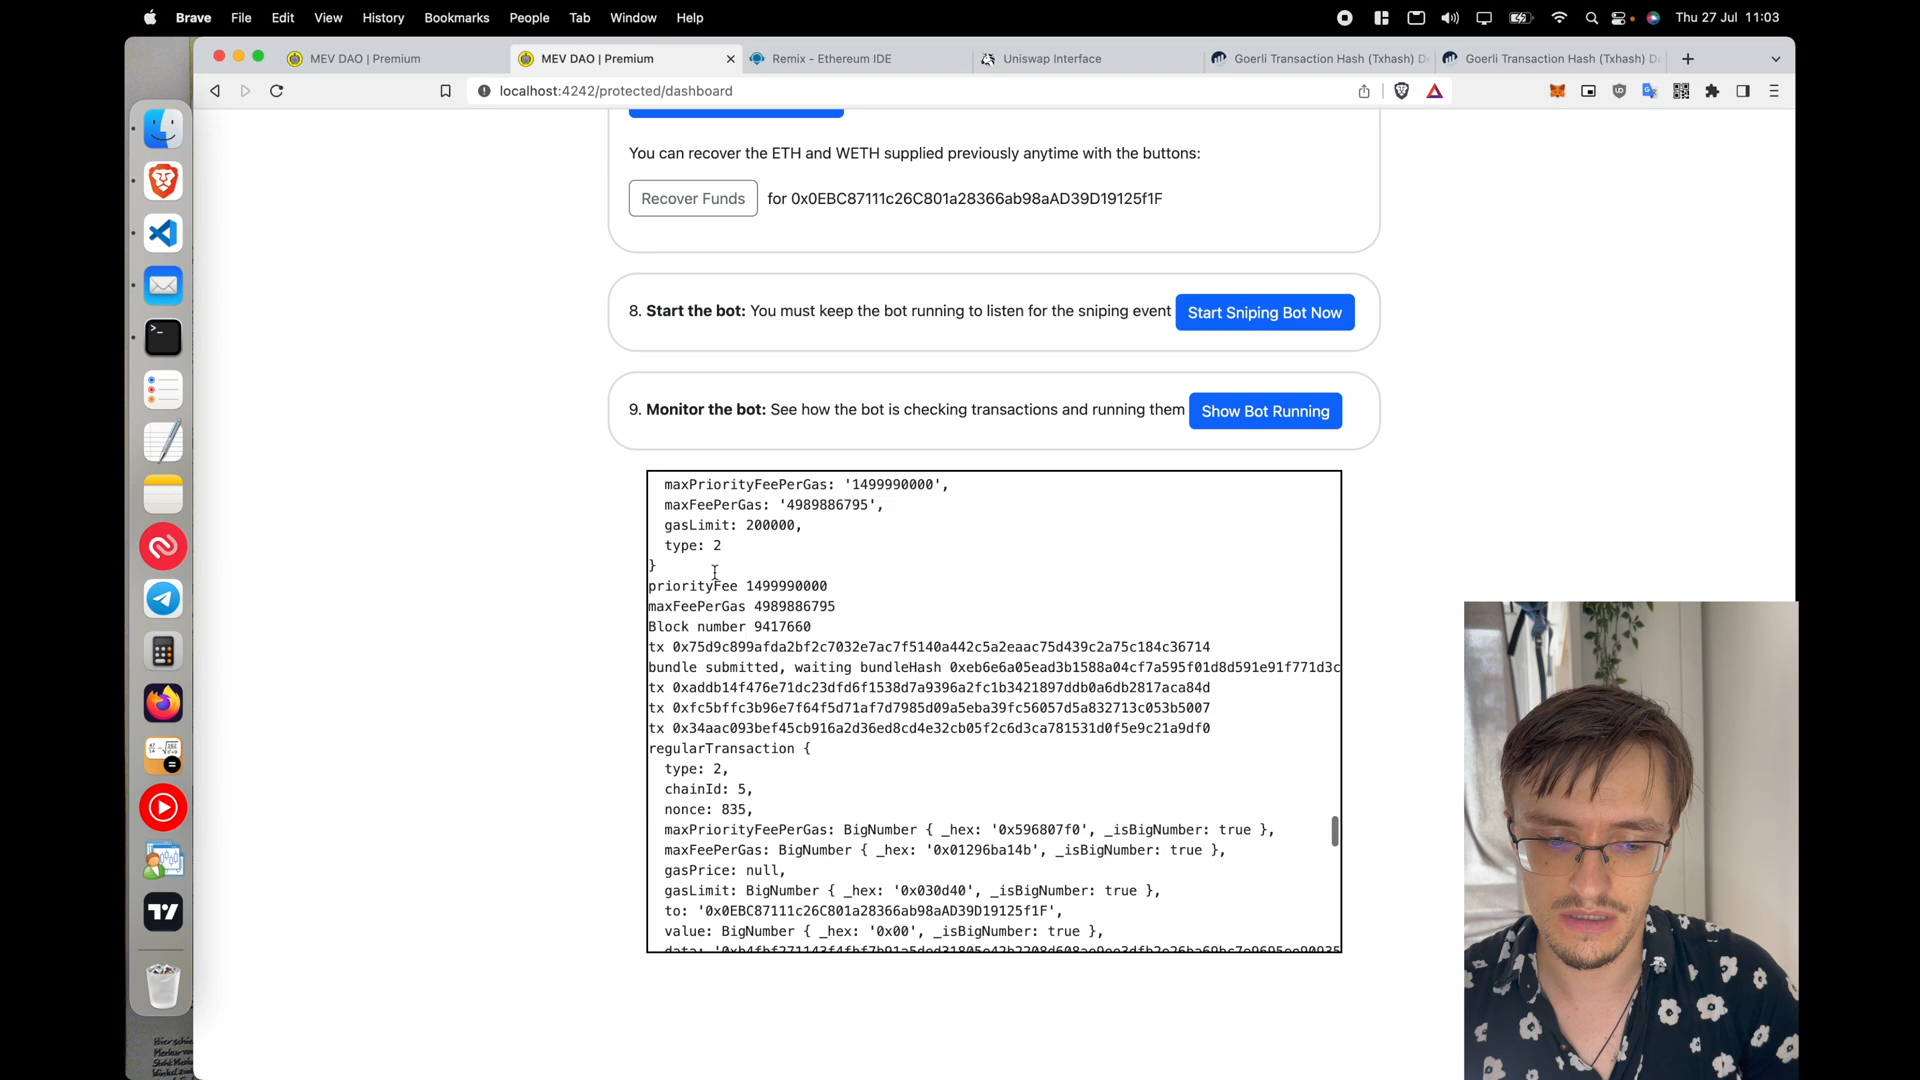 Brave File Edit View History Bookmarks People Tab Window Help Thu 27 Jul 11:03
MEV DAO | Premium MEV DAO | Premium Remix - Ethereum IDE Uniswap Interface Goerli Transaction Hash (Txhash) D Goerli Transaction Hash (Txhash) D
localhost:4242/protected/dashboard
You can recover the ETH and WETH supplied previously anytime with the buttons:
Recover Funds for 0x0EBC87111c26C801a28366ab98aAD39D19125f1F
8. Start the bot: You must keep the bot running to listen for the sniping event Start Sniping Bot Now
9. Monitor the bot: See how the bot is checking transactions and running them Show Bot Running
maxPriorityFeePerGas: '1499990000',
maxFeePerGas: '4989886795',
gasLimit: 200000,
type: 2
}
priorityFee 1499990000
maxFeePerGas 4989886795
Block number 9417660
tx 0x75d9c899afda2bf2c7032e7ac7f5140a442c5a2eaac75d439c2a75c184c36714
bundle submitted, waiting bundleHash 0xeb6e6a05ead3b1588a04cf7a595f01d8d591e91f771d3c
tx 0xaddb14f476e71dc23dfd6f1538d7a9396a2fc1b3421897ddb0a6db2817aca84d
tx 0xfc5bffc3b96e7f64f5d71af7d7985d09a5eba39fc56057d5a832713c053b5007
tx 0x34aac093bef45cb916a2d36ed8cd4e32cb05f2c6d3ca781531d0f5e9c21a9df0
regularTransaction {
type: 2,
chainId: 5,
nonce: 835,
maxPriorityFeePerGas: BigNumber { _hex: '0x596807f0', _isBigNumber: true },
maxFeePerGas: BigNumber { _hex: '0x01296ba14b', _isBigNumber: true },
gasPrice: null,
gasLimit: BigNumber { _hex: '0x030d40', _isBigNumber: true },
to: '0x0EBC87111c26C801a28366ab98aAD39D19125f1F',
value: BigNumber { _hex: '0x00', _isBigNumber: true },
data: